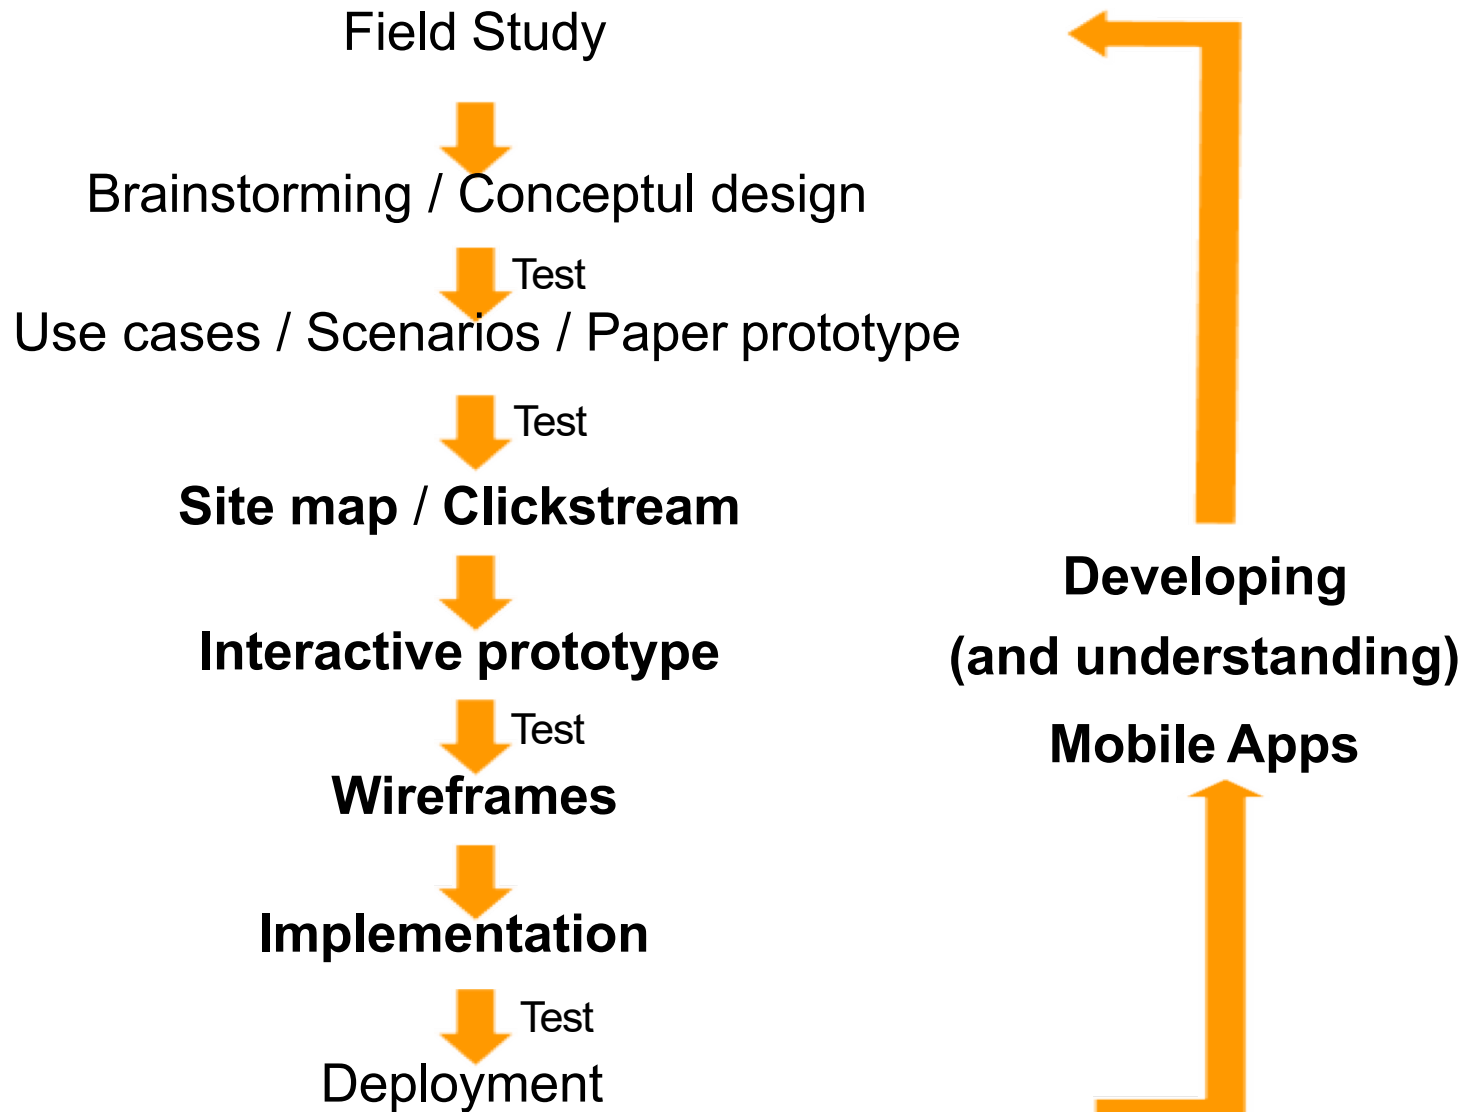 Field Study
Brainstorming / Conceptul design
Test
Use cases / Scenarios / Paper prototype
Test
Site map / Clickstream
Interactive prototype
Test
Wireframes
Implementation
Test
Deployment
Developing
(and understanding)
Mobile Apps